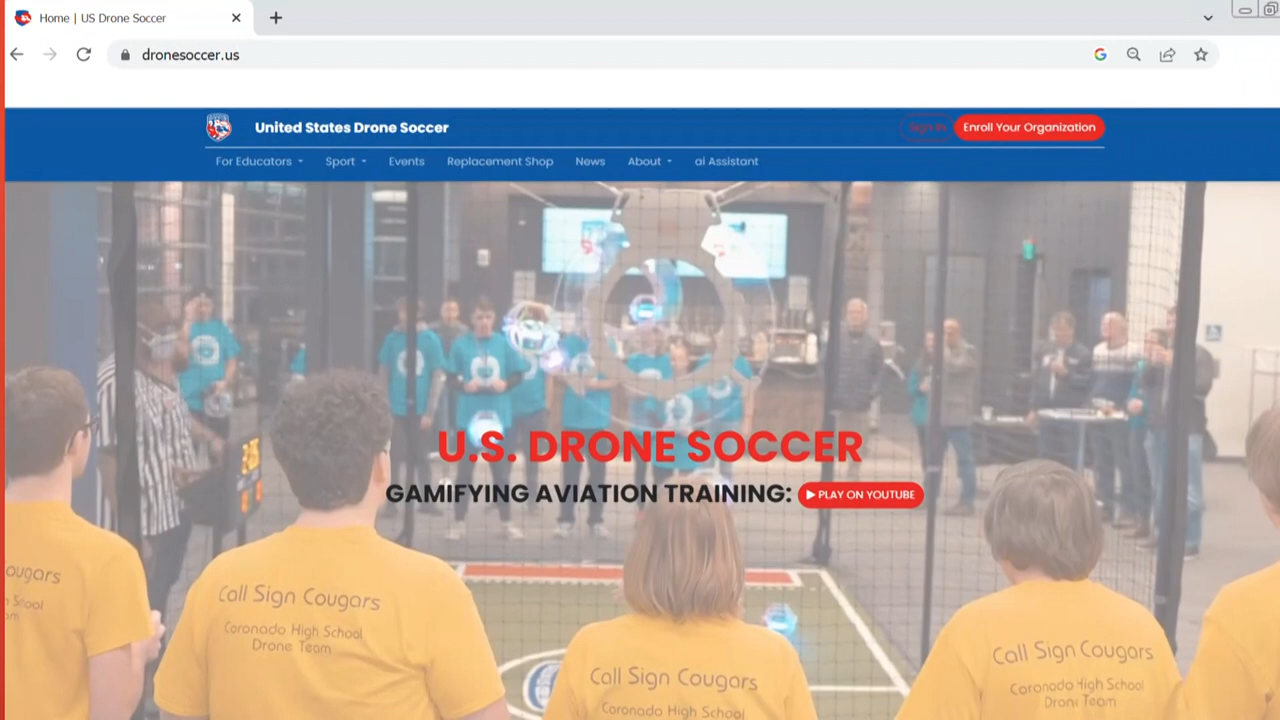 Home | US Drone Soccer
dronesoccer.us
United States Drone Soccer
Sign In
Enroll Your Organization
For Educators
Sport
Events
Replacement Shop
News
About
ai Assistant
U.S. DRONE SOCCER
GAMIFYING AVIATION TRAINING:
PLAY ON YOUTUBE
ougars
School
Call Sign Cougars
Coronado High School
Drone Team
Call Sign Cougars
Coronado High School
Call Sign Cougars
Coronado High School
Drone Team